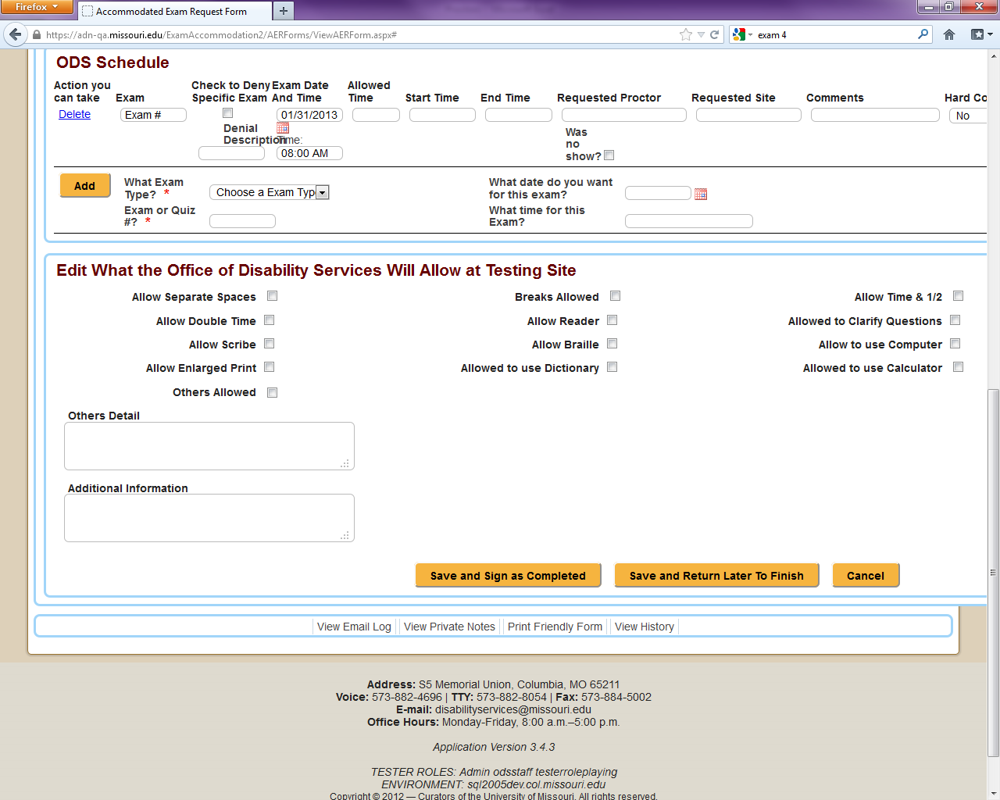 Firefox
Accommodated Exam Request Form
https://adn-qa.missouri.edu/ExamAccommodation2/AERForms/ViewAERForm.aspx#
exam 4
ODS Schedule
Action you can take
Exam
Check to Deny Specific Exam
Exam Date And Time
Allowed Time
Start Time
End Time
Requested Proctor
Requested Site
Comments
Hard Co
Delete
Exam #
01/31/2013
No
Denial Description
Time:
08:00 AM
Was no show?
Add
What Exam Type? *
Choose a Exam Typ
What date do you want for this exam?
Exam or Quiz #? *
What time for this Exam?
Edit What the Office of Disability Services Will Allow at Testing Site
Allow Separate Spaces
Breaks Allowed
Allow Time & 1/2
Allow Double Time
Allow Reader
Allowed to Clarify Questions
Allow Scribe
Allow Braille
Allow to use Computer
Allow Enlarged Print
Allowed to use Dictionary
Allowed to use Calculator
Others Allowed
Others Detail
Additional Information
Save and Sign as Completed
Save and Return Later To Finish
Cancel
View Email Log
View Private Notes
Print Friendly Form
View History
Address: S5 Memorial Union, Columbia, MO 65211
Voice: 573-882-4696 | TTY: 573-882-8054 | Fax: 573-884-5002
E-mail: disabilityservices@missouri.edu
Office Hours: Monday-Friday, 8:00 a.m.–5:00 p.m.
Application Version 3.4.3
TESTER ROLES: Admin odsstaff testerroleplaying
ENVIRONMENT: sql2005dev.col.missouri.edu
Copyright © 2012 — Curators of the University of Missouri. All rights reserved.